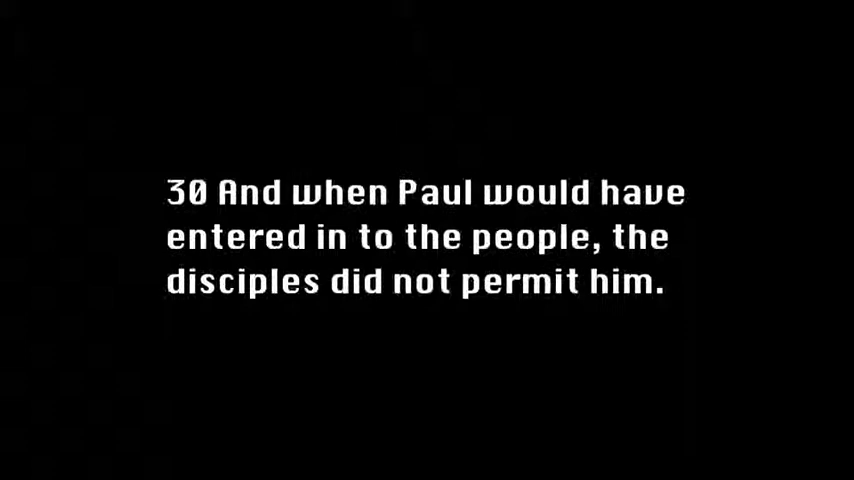 30 And when Paul would have
entered in to the people, the
disciples did not permit him.